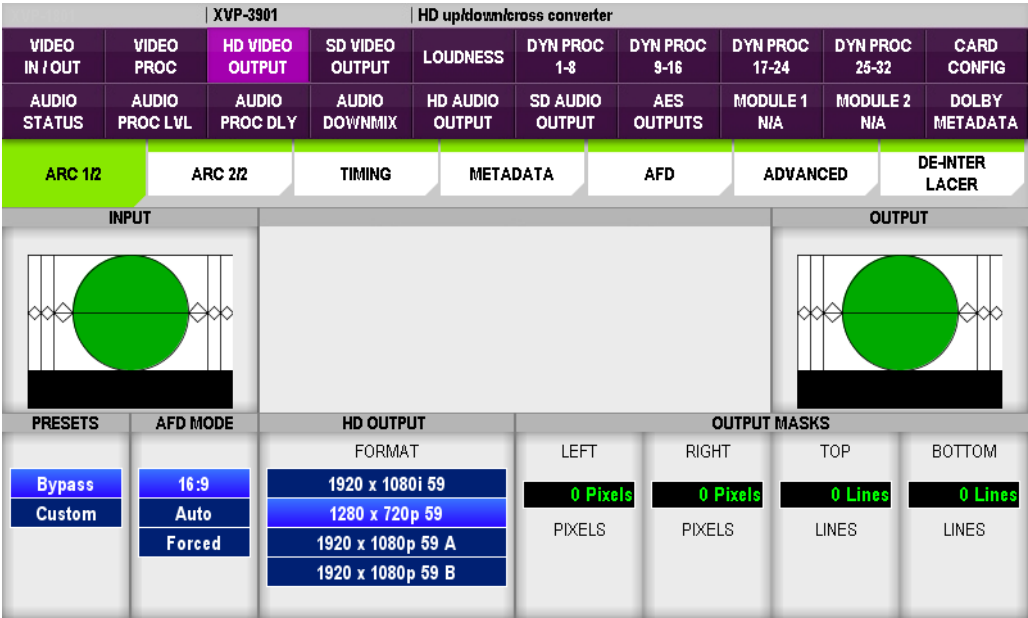 XVP-3901 HD up/down/cross converter
VIDEO IN / OUT
VIDEO PROC
HD VIDEO OUTPUT
SD VIDEO OUTPUT
LOUDNESS
DYN PROC 1-8
DYN PROC 9-16
DYN PROC 17-24
DYN PROC 25-32
CARD CONFIG
AUDIO STATUS
AUDIO PROC LVL
AUDIO PROC DLY
AUDIO DOWNMIX
HD AUDIO OUTPUT
SD AUDIO OUTPUT
AES OUTPUTS
MODULE 1 N/A
MODULE 2 N/A
DOLBY METADATA
ARC 1/2
ARC 2/2
TIMING
METADATA
AFD
ADVANCED
DE-INTER LACER
INPUT
OUTPUT
PRESETS
Bypass
Custom
AFD MODE
16:9
Auto
Forced
HD OUTPUT
FORMAT
1920 x 1080i 59
1280 x 720p 59
1920 x 1080p 59 A
1920 x 1080p 59 B
OUTPUT MASKS
LEFT
0 Pixels
PIXELS
RIGHT
0 Pixels
PIXELS
TOP
0 Lines
LINES
BOTTOM
0 Lines
LINES